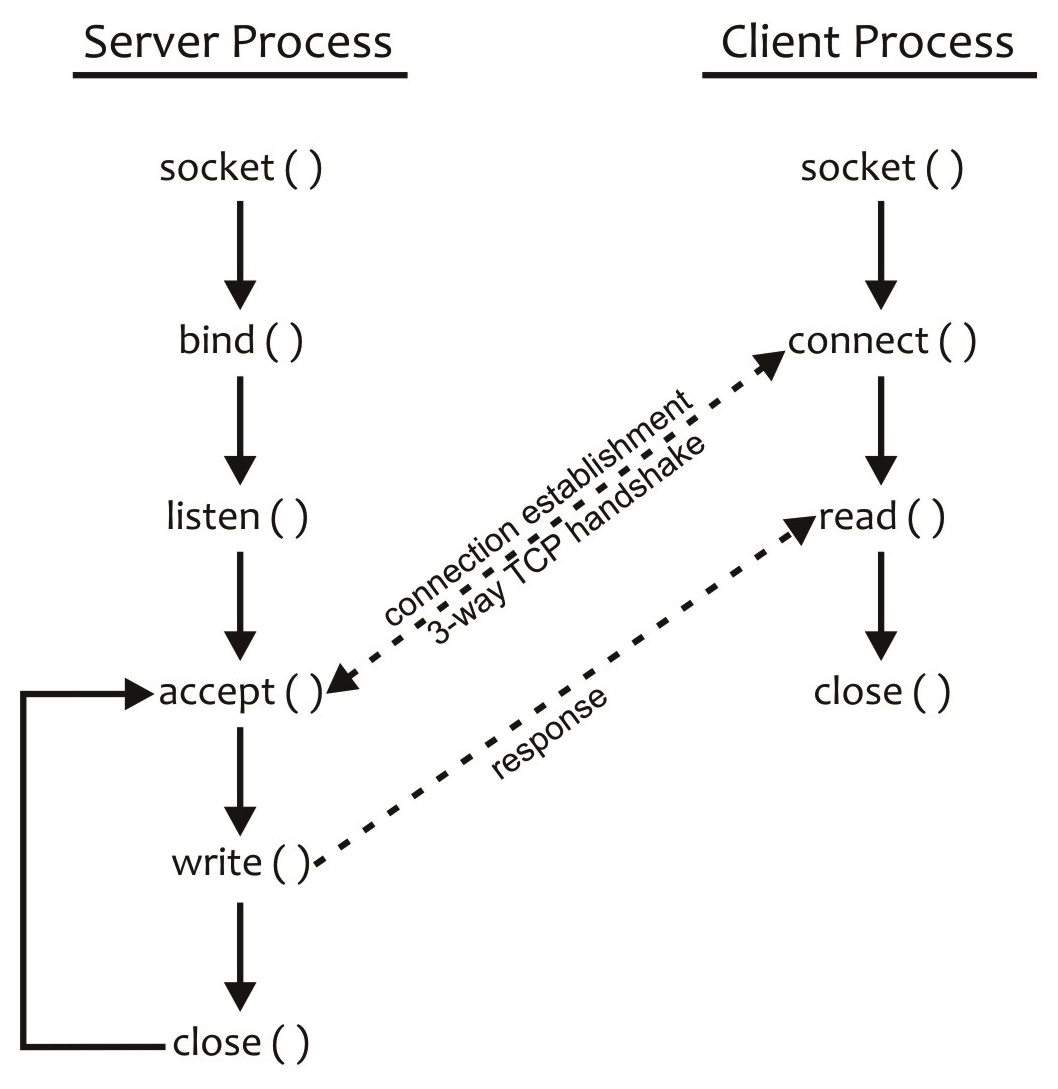 Server Process
Client Process
socket ( )
bind ( )
listen ( )
accept ( )
write ( )
close ( )
socket ( )
connect ( )
read ( )
close ( )
connection establishment
3-way TCP handshake
response